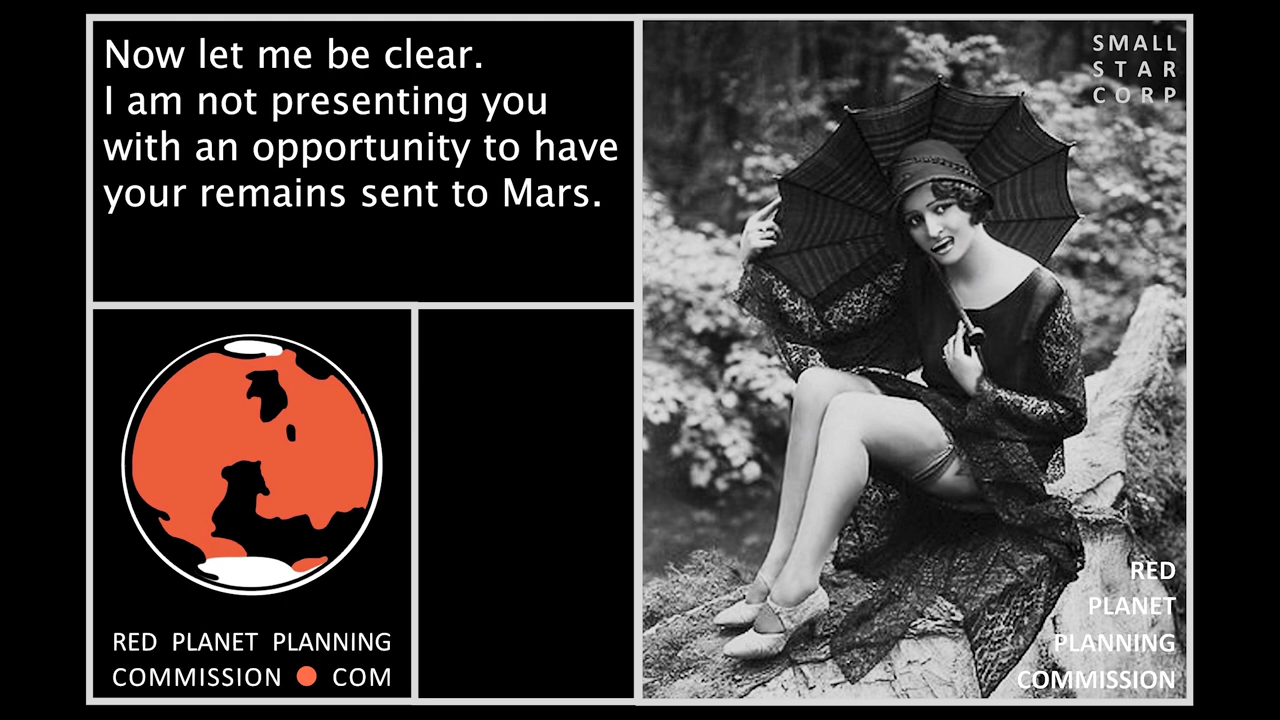 Now let me be clear.
I am not presenting you
with an opportunity to have
your remains sent to Mars.
RED PLANET PLANNING
COMMISSION COM
SMALL
STAR
CORP
RED
PLANET
PLANNING
COMMISSION